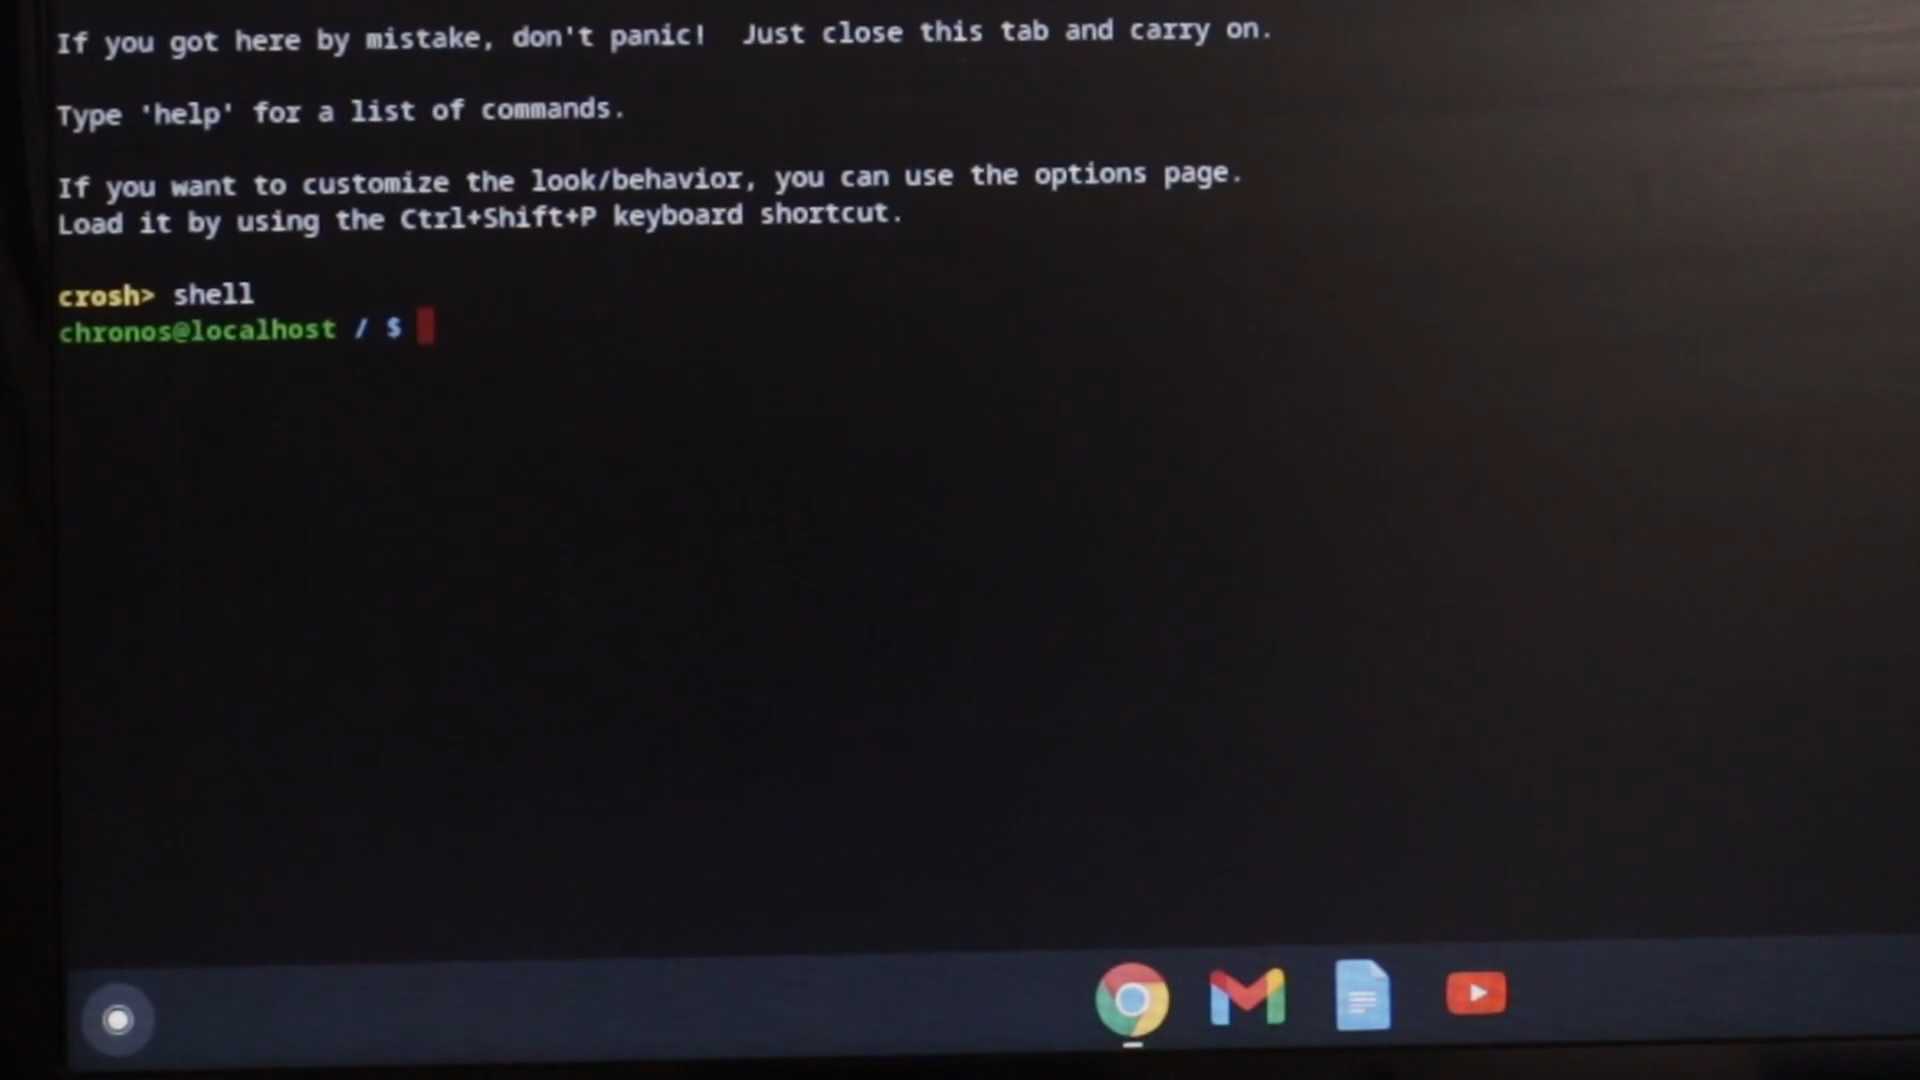 If you got here by mistake, don't panic!  Just close this tab and carry on.
Type 'help' for a list of commands.
If you want to customize the look/behavior, you can use the options page.
Load it by using the Ctrl+Shift+P keyboard shortcut.
crosh> shell
chronos@localhost / $